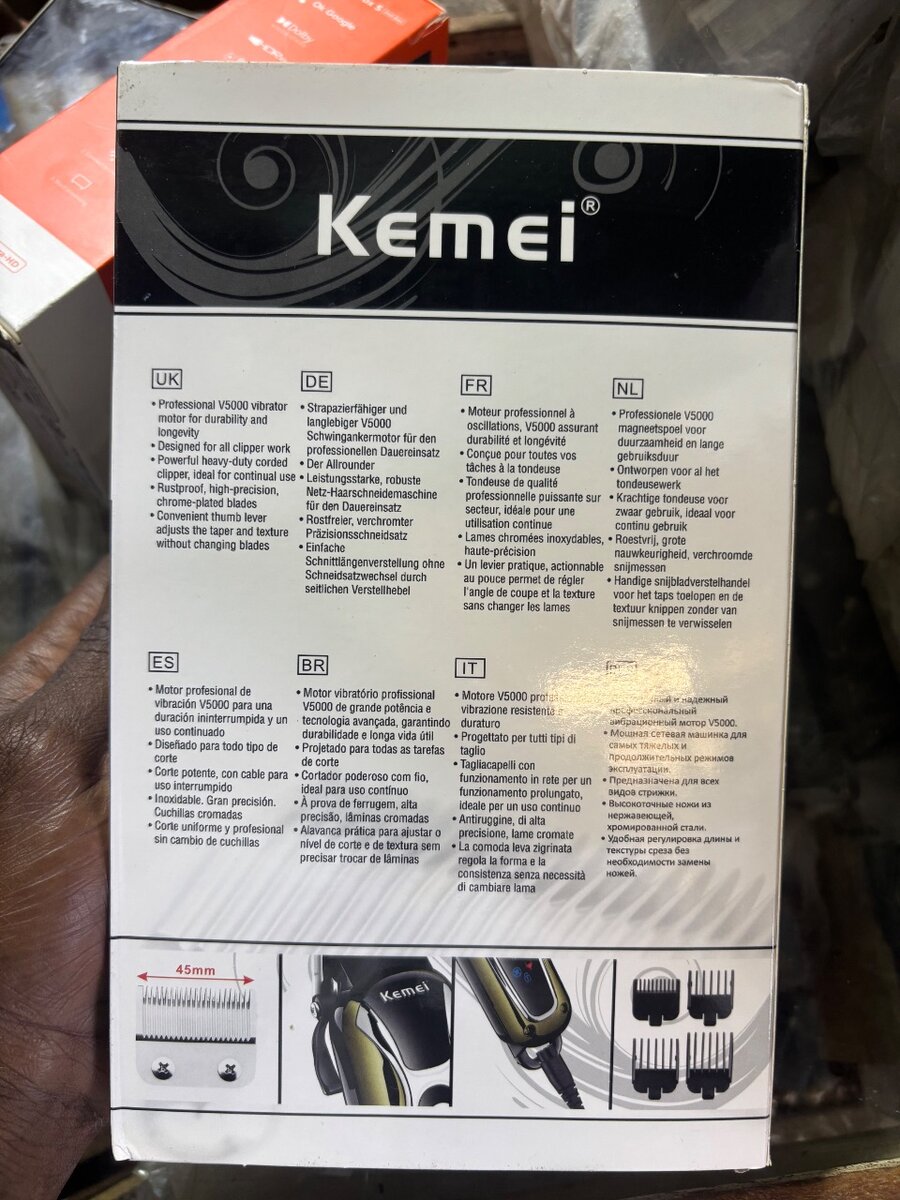 Ok Google
Dolby
Kemei®
UK
• Professional V5000 vibrator
motor for durability and
longevity
• Designed for all clipper work
• Powerful heavy-duty corded
clipper, ideal for continual use
• Rustproof, high-precision,
chrome-plated blades
• Convenient thumb lever
adjusts the taper and texture
without changing blades
DE
• Strapazierfähiger und
langlebiger V5000
Schwingankermotor für den
professionellen Dauereinsatz
• Der Allrounder
• Leistungsstarke, robuste
Netz-Haarschneidemaschine
für den Dauereinsatz
• Rostfreier, verchromter
Präzisionsschneidsatz
• Einfache
Schnittlängenverstellung ohne
Schneidsatzwechsel durch
seitlichen Verstellhebel
FR
• Moteur professionnel à
oscillations, V5000 assurant
durabilité et longévité
• Conçue pour toutes vos
tâches à la tondeuse
• Tondeuse de qualité
professionnelle puissante sur
secteur, idéale pour une
utilisation continue
• Lames chromées inoxydables,
haute-précision
• Un levier pratique, actionnable
au pouce permet de régler
l'angle de coupe et la texture
sans changer les lames
NL
• Professionele V5000
magneetspoel voor
duurzaamheid en lange
gebruiksduur
• Ontworpen voor al het
tondeusewerk
• Krachtige tondeuse voor
zwaar gebruik, ideaal voor
continu gebruik
• Roestvrij, grote
nauwkeurigheid, verchroomde
snijmessen
• Handige snijbladverstelhandel
voor het taps toelopen en de
textuur knippen zonder van
snijmessen te verwisselen
ES
• Motor profesional de
vibración V5000 para una
duración ininterrumpida y un
uso continuado
• Diseñado para todo tipo de
corte
• Corte potente, con cable para
uso interrumpido
• Inoxidable. Gran precisión.
Cuchillas cromadas
• Corte uniforme y profesional
sin cambio de cuchillas
BR
• Motor vibratório profissional
V5000 de grande potência e
tecnologia avançada, garantindo
durabilidade e longa vida útil
• Projetado para todas as tarefas
de corte
• Cortador poderoso com fio,
ideal para uso contínuo
• À prova de ferrugem, alta
precisão, lâminas cromadas
• Alavanca prática para ajustar o
nível de corte e de textura sem
precisar trocar de lâminas
IT
• Motore V5000
vibrazione resistente e
duraturo
• Progettato per tutti tipi di
taglio
• Tagliacapelli con
funzionamento in rete per un
funzionamento prolungato,
ideale per un uso continuo
• Antiruggine, di alta
precisione, lame cromate
• La comoda leva zigrinata
regola la forma e la
consistenza senza necessità
di cambiare lama
и надежный
профессиональный
вибрационный мотор V5000.
• Мощная сетевая машинка для
самых тяжелых и
продолжительных режимов
эксплуатации.
• Предназначена для всех
видов стрижки.
• Высокоточные ножи из
нержавеющей,
хромированной стали.
• Удобная регулировка длины и
текстуры среза без
необходимости замены
ножей.
45mm
Kemei